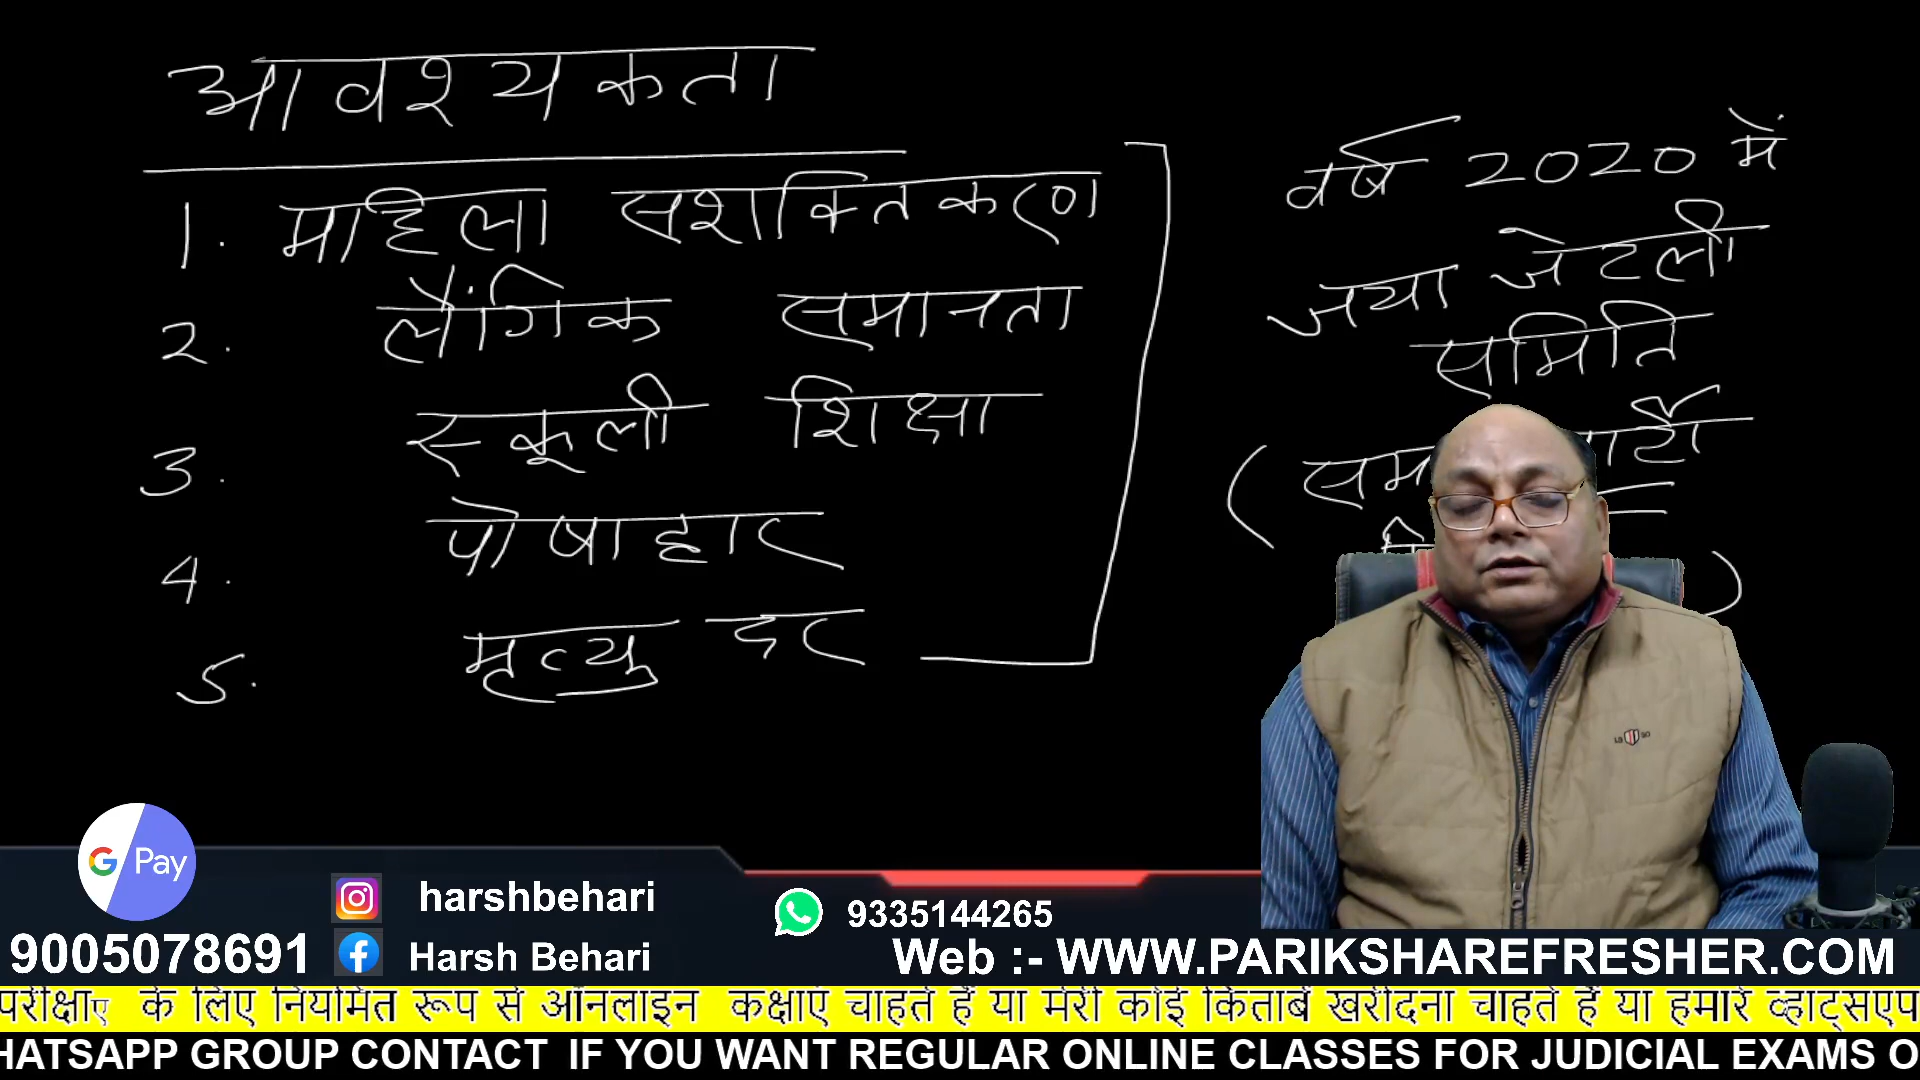 आवश्यकता
1. महिला सशक्तिकरण
2. लैंगिक समानता
3. स्कूली शिक्षा
4. पोषाहार
5. मृत्यु दर
वर्ष 2020 में
जया जेटली
समिति
G Pay
9005078691
harshbehari
Harsh Behari
9335144265
Web :- WWW.PARIKSHAREFRESHER.COM
परीक्षाए के लिए नियमित रूप से ऑनलाइन कक्षाएं चाहते हैं या मेरी कोई किताबें खरीदना चाहते हैं या हमारे व्हाट्सएप
HATSAPP GROUP CONTACT IF YOU WANT REGULAR ONLINE CLASSES FOR JUDICIAL EXAMS O